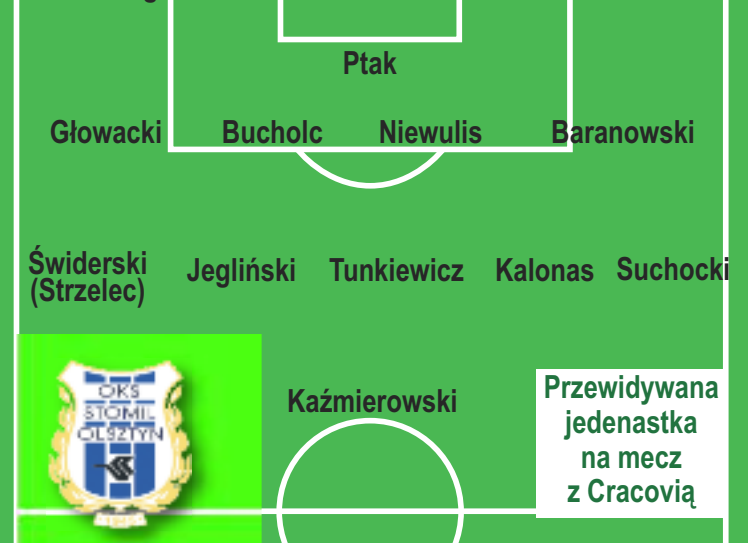 Ptak
Głowacki Bucholc Niewulis Baranowski
Świderski Jegliński Tunkiewicz Kalonas Suchocki
(Strzelec)
Kaźmierowski
OKS
STOMIL
OLSZTYN
Przewidywana
jedenastka
na mecz
z Cracovią